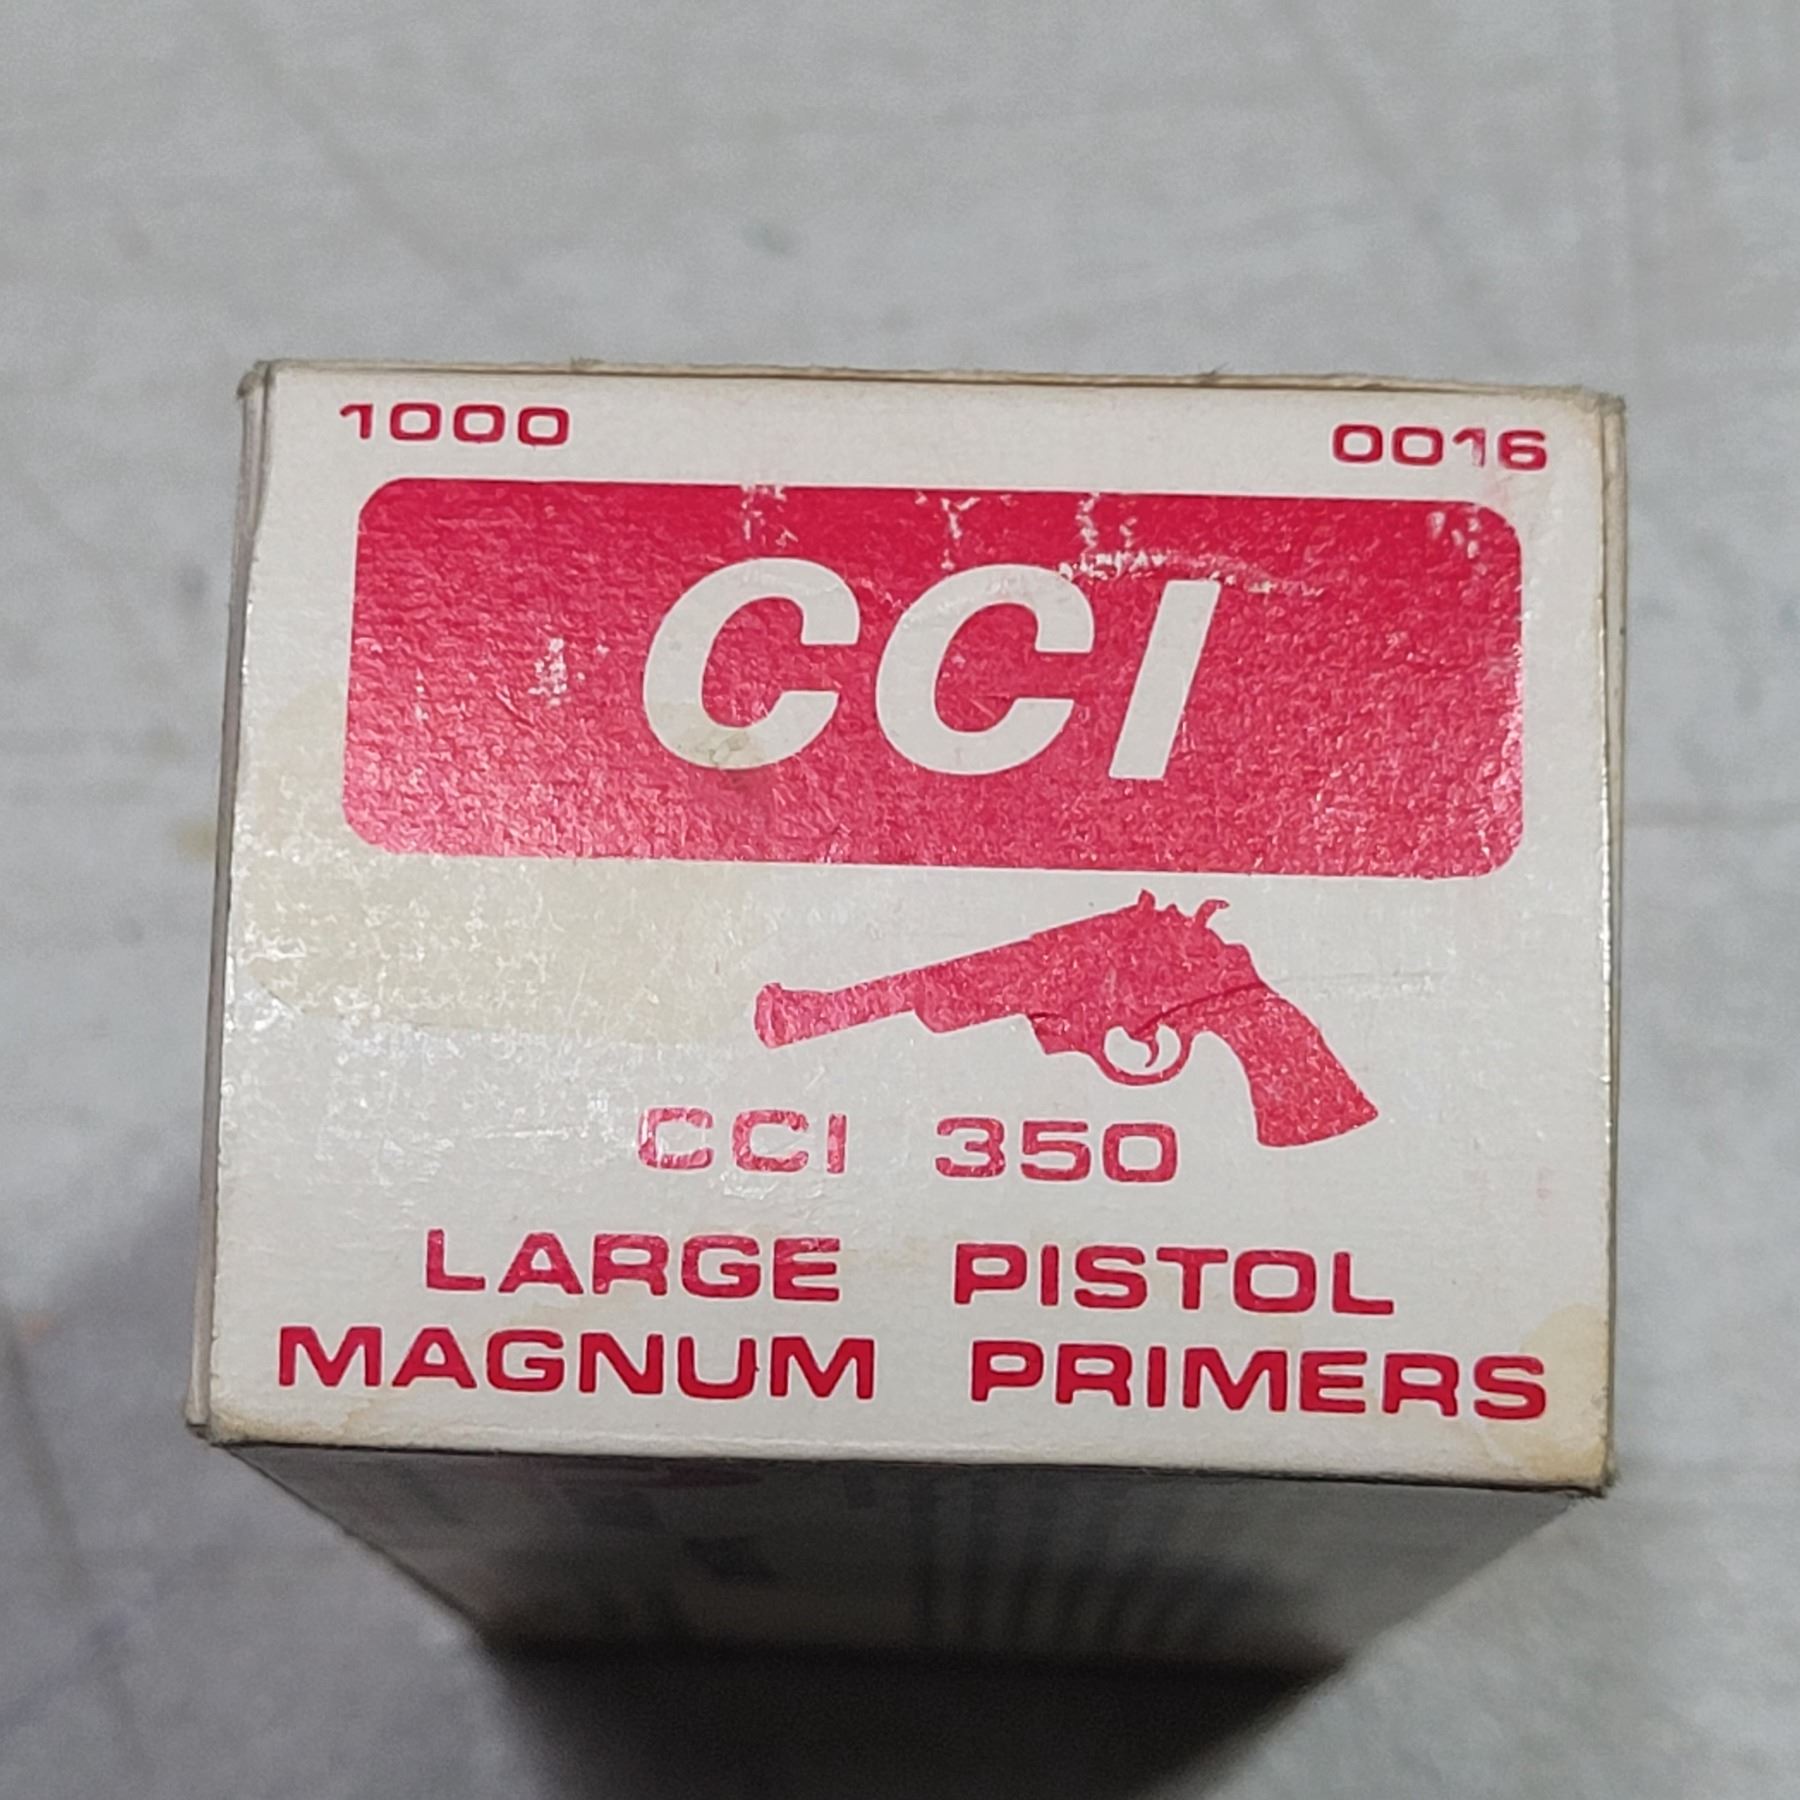 1000 0016
CCI
CCI 350
LARGE PISTOL
MAGNUM PRIMERS